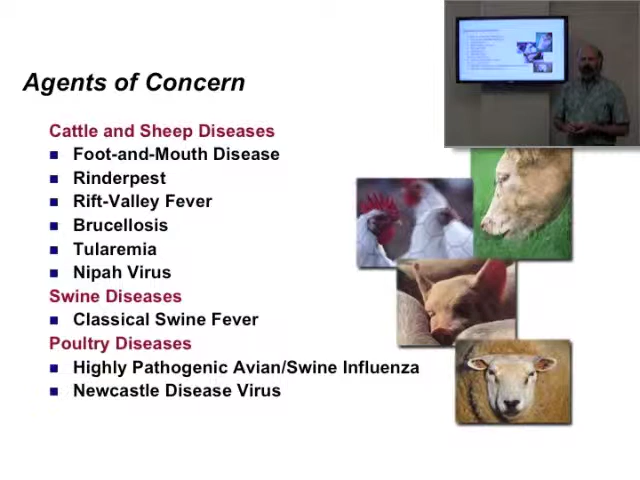 Agents of Concern
Cattle and Sheep Diseases
Foot-and-Mouth Disease
Rinderpest
Rift-Valley Fever
Brucellosis
Tularemia
Nipah Virus
Swine Diseases
Classical Swine Fever
Poultry Diseases
Highly Pathogenic Avian/Swine Influenza
Newcastle Disease Virus